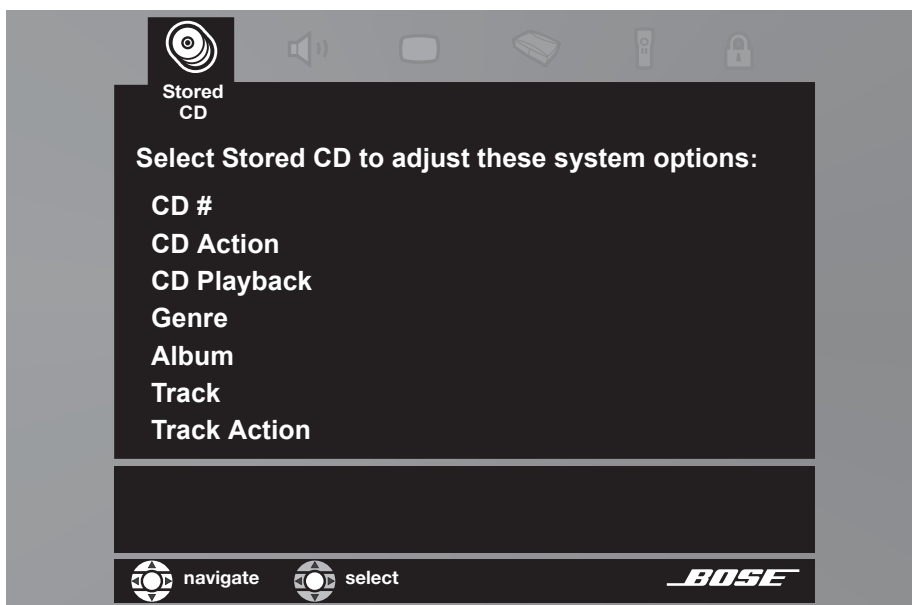 Stored
CD
Select Stored CD to adjust these system options:
CD #
CD Action
CD Playback
Genre
Album
Track
Track Action
navigate select BOSE